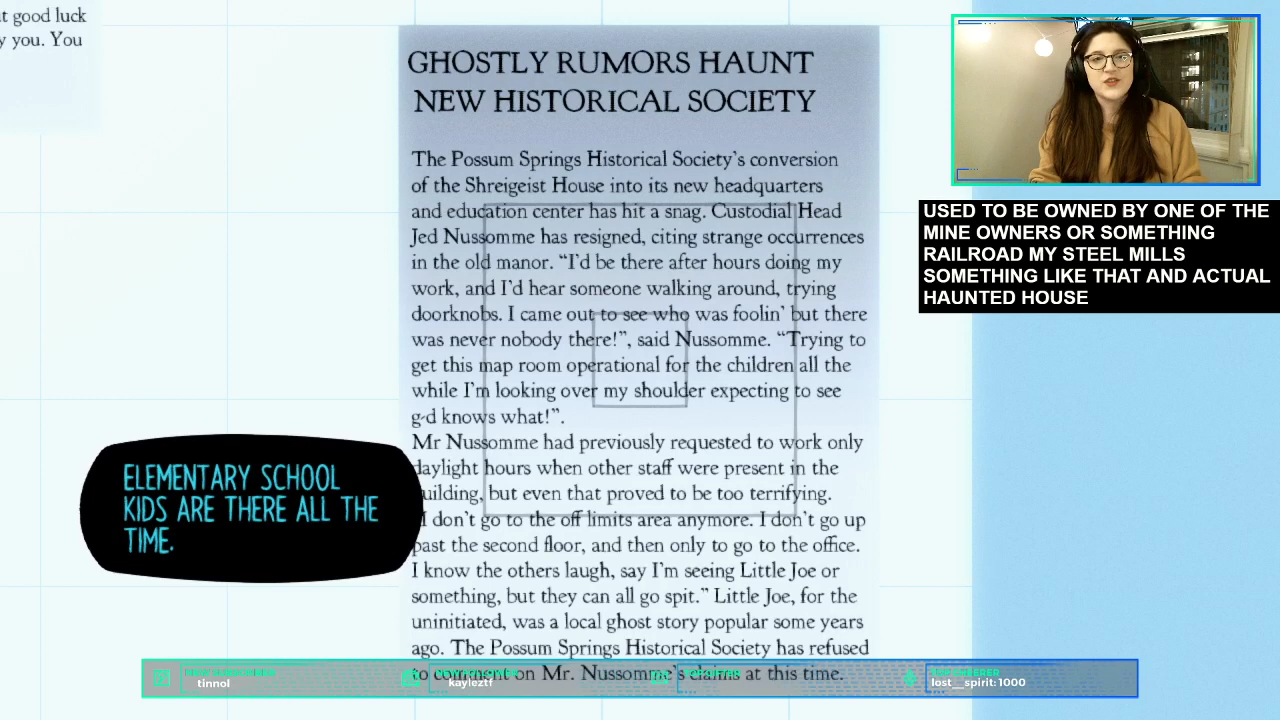 t good luck
y you. You
GHOSTLY RUMORS HAUNT
NEW HISTORICAL SOCIETY
The Possum Springs Historical Society's conversion
of the Shreigeist House into its new headquarters
and education center has hit a snag. Custodial Head
Jed Nussomme has resigned, citing strange occurrences
in the old manor. “I'd be there after hours doing my
work, and I'd hear someone walking around, trying
doorknobs. I came out to see who was foolin' but there
was never nobody there!”, said Nussomme. “Trying to
get this map room operational for the children all the
while I'm looking over my shoulder expecting to see
g-d knows what!”.
Mr Nussomme had previously requested to work only
daylight hours when other staff were present in the
building, but even that proved to be too terrifying.
I don't go to the off limits area anymore. I don't go up
past the second floor, and then only to go to the office.
I know the others laugh, say I'm seeing Little Joe or
something, but they can all go spit.” Little Joe, for the
uninitiated, was a local ghost story popular some years
ago. The Possum Springs Historical Society has refused
to comment on Mr. Nussomme's claims at this time.
ELEMENTARY SCHOOL
KIDS ARE THERE ALL THE
TIME.
USED TO BE OWNED BY ONE OF THE
MINE OWNERS OR SOMETHING
RAILROAD MY STEEL MILLS
SOMETHING LIKE THAT AND ACTUAL
HAUNTED HOUSE
tinnol
kayleztf
lost__spirit: 1000